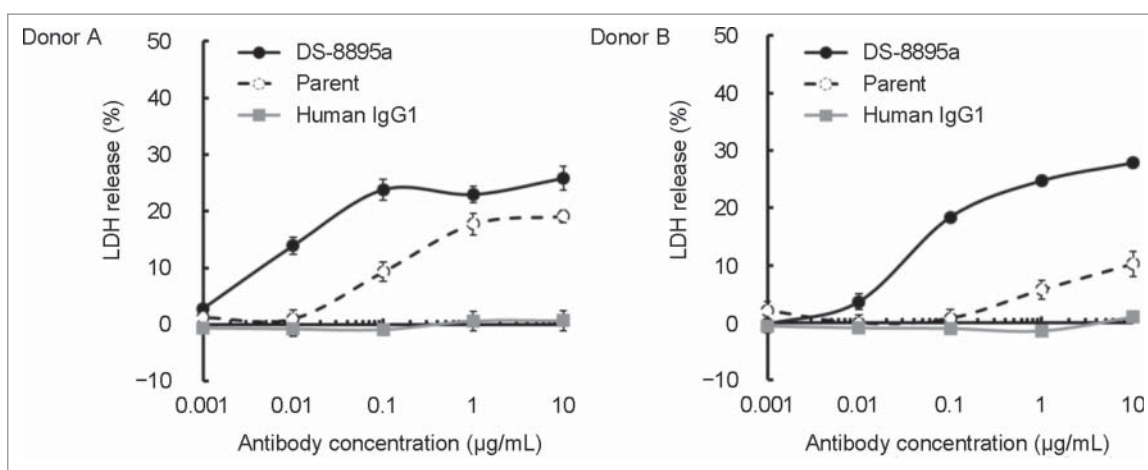 Donor A
50
40
30
20
10
0
−10
LDH release (%)
DS-8895a
Parent
Human IgG1
0.001 0.01 0.1 1 10
Antibody concentration (µg/mL)
Donor B
50
40
30
20
10
0
−10
LDH release (%)
DS-8895a
Parent
Human IgG1
0.001 0.01 0.1 1 10
Antibody concentration (µg/mL)